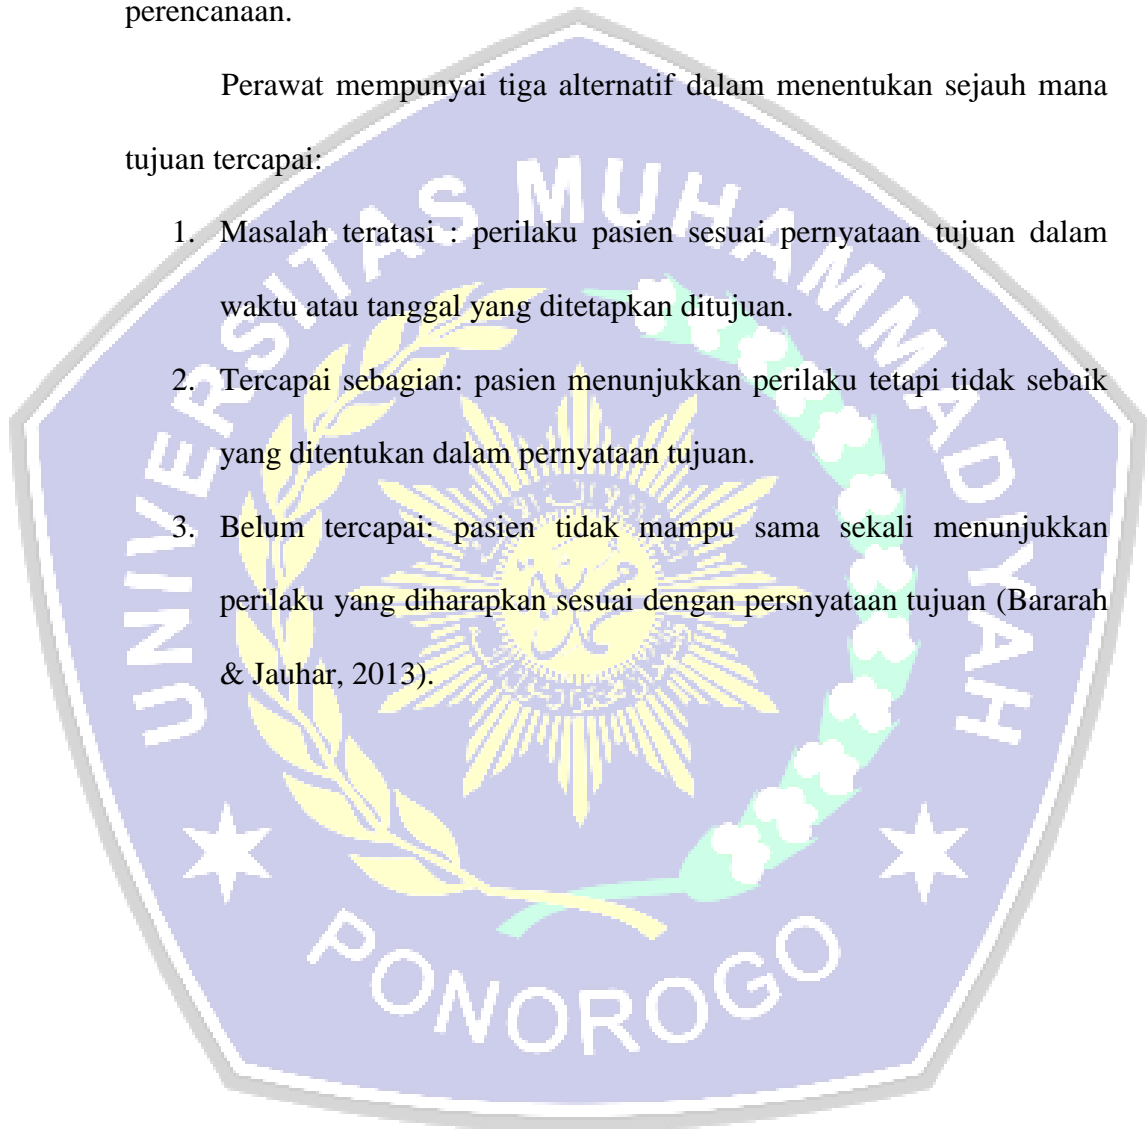 perencanaan.
Perawat mempunyai tiga alternatif dalam menentukan sejauh mana
tujuan tercapai:
1. Masalah teratasi : perilaku pasien sesuai pernyataan tujuan dalam
waktu atau tanggal yang ditetapkan ditujuan.
2. Tercapai sebagian: pasien menunjukkan perilaku tetapi tidak sebaik
yang ditentukan dalam pernyataan tujuan.
3. Belum tercapai: pasien tidak mampu sama sekali menunjukkan
perilaku yang diharapkan sesuai dengan persnyataan tujuan (Bararah
& Jauhar, 2013).
UNIVERSITAS MUHAMMADIYAH
PONOROGO